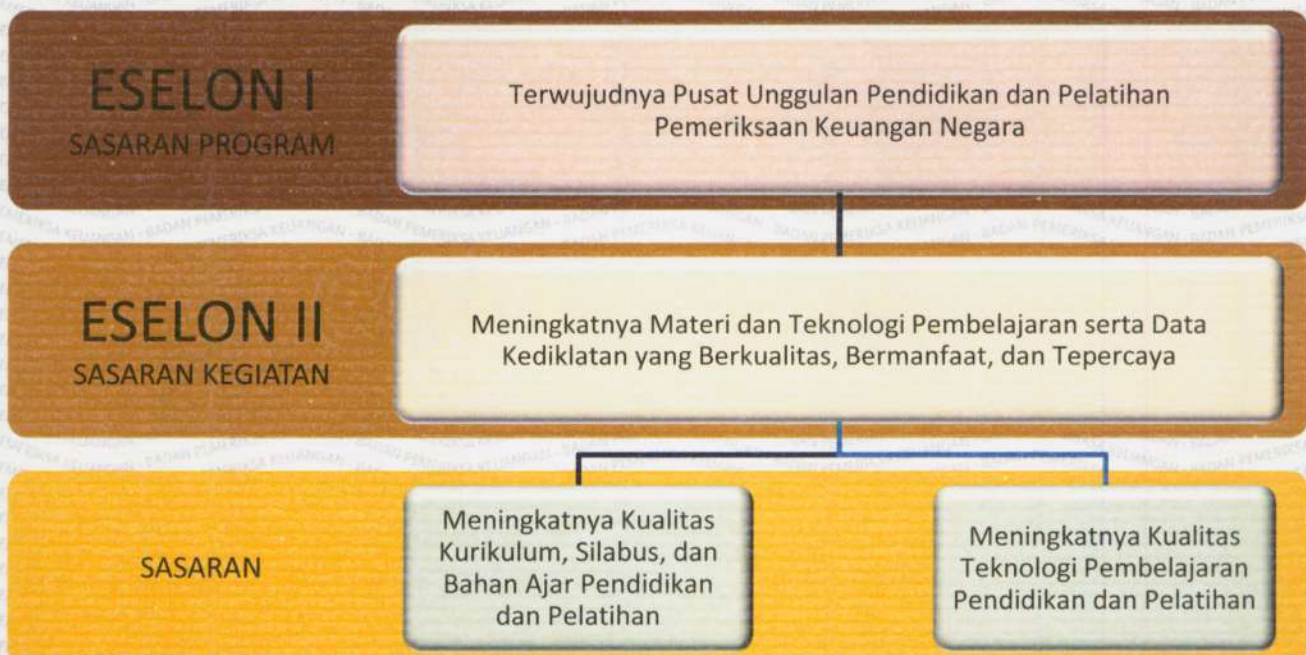 ESELON I
SASARAN PROGRAM
Terwujudnya Pusat Unggulan Pendidikan dan Pelatihan
Pemeriksaan Keuangan Negara
ESELON II
SASARAN KEGIATAN
Meningkatnya Materi dan Teknologi Pembelajaran serta Data
Kediklatan yang Berkualitas, Bermanfaat, dan Tepercaya
SASARAN
Meningkatnya Kualitas
Kurikulum, Silabus, dan
Bahan Ajar Pendidikan
dan Pelatihan
Meningkatnya Kualitas
Teknologi Pembelajaran
Pendidikan dan Pelatihan